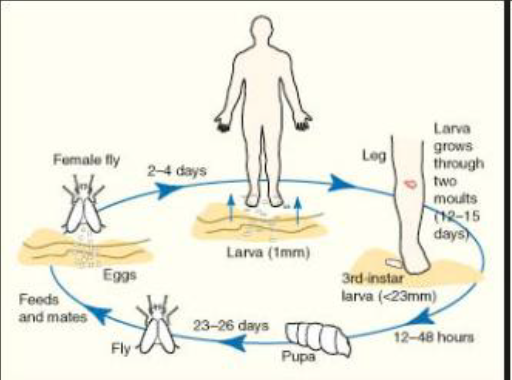 Female fly
2–4 days
Eggs
Larva (1mm)
Leg
Larva
grows
through
two
moults
(12–15
days)
3rd-instar
larva (<23mm)
12–48 hours
Pupa
23–26 days
Fly
Feeds
and mates